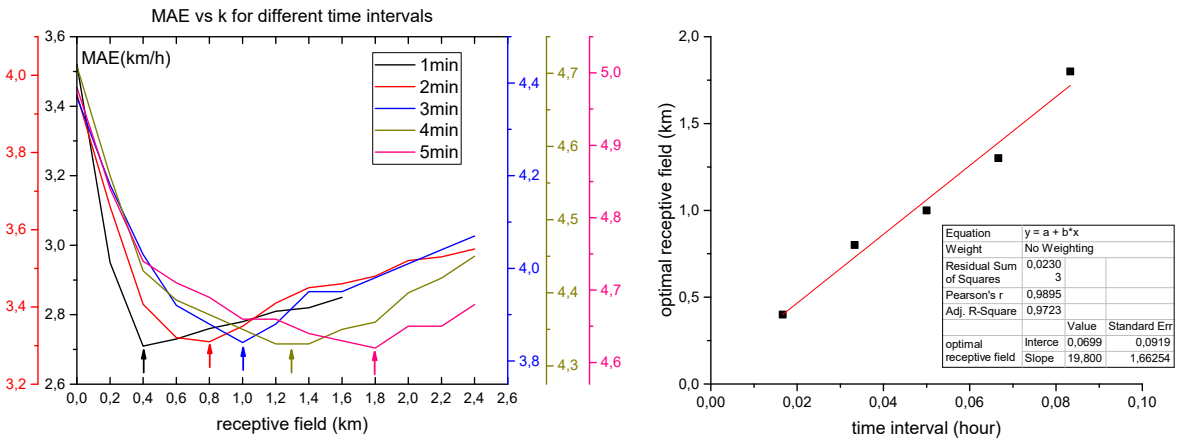 MAE vs k for different time intervals
MAE(km/h)
1min
2min
3min
4min
5min
4,0
3,8
3,6
3,4
3,2
3,6
3,4
3,2
3,0
2,8
2,6
4,4
4,2
4,0
3,8
4,7
4,6
4,5
4,4
4,3
5,0
4,9
4,8
4,7
4,6
0,0 0,2 0,4 0,6 0,8 1,0 1,2 1,4 1,6 1,8 2,0 2,2 2,4 2,6
receptive field (km)
optimal receptive field (km)
2,0
1,5
1,0
0,5
0,0
0,00 0,02 0,04 0,06 0,08 0,10
time interval (hour)
Equation y = a + b*x
Weight No Weighting
Residual Sum of Squares 0,0230 3
Pearson's r 0,9895
Adj. R-Square 0,9723
Value Standard Err
optimal receptive field Interce 0,0699 0,0919
Slope 19,800 1,66254